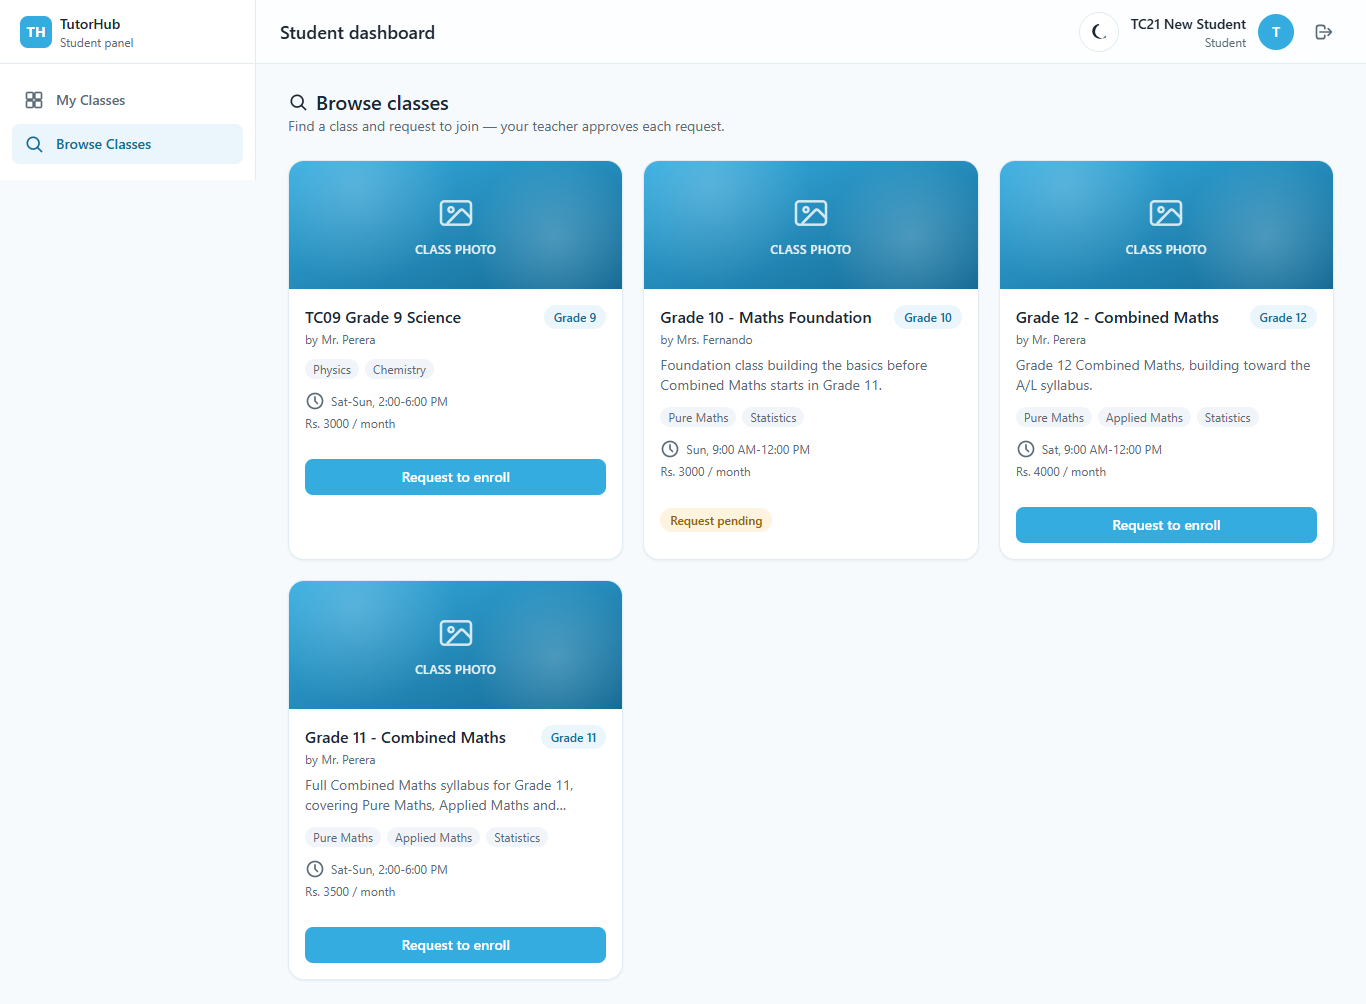 TH
TutorHub
Student panel
Student dashboard
TC21 New Student
Student
T
My Classes
Browse Classes
Browse classes
Find a class and request to join — your teacher approves each request.
CLASS PHOTO
TC09 Grade 9 Science
Grade 9
by Mr. Perera
Physics
Chemistry
Sat-Sun, 2:00-6:00 PM
Rs. 3000 / month
Request to enroll
CLASS PHOTO
Grade 10 - Maths Foundation
Grade 10
by Mrs. Fernando
Foundation class building the basics before
Combined Maths starts in Grade 11.
Pure Maths
Statistics
Sun, 9:00 AM-12:00 PM
Rs. 3000 / month
Request pending
CLASS PHOTO
Grade 12 - Combined Maths
Grade 12
by Mr. Perera
Grade 12 Combined Maths, building toward the
A/L syllabus.
Pure Maths
Applied Maths
Statistics
Sat, 9:00 AM-12:00 PM
Rs. 4000 / month
Request to enroll
CLASS PHOTO
Grade 11 - Combined Maths
Grade 11
by Mr. Perera
Full Combined Maths syllabus for Grade 11,
covering Pure Maths, Applied Maths and...
Pure Maths
Applied Maths
Statistics
Sat-Sun, 2:00-6:00 PM
Rs. 3500 / month
Request to enroll